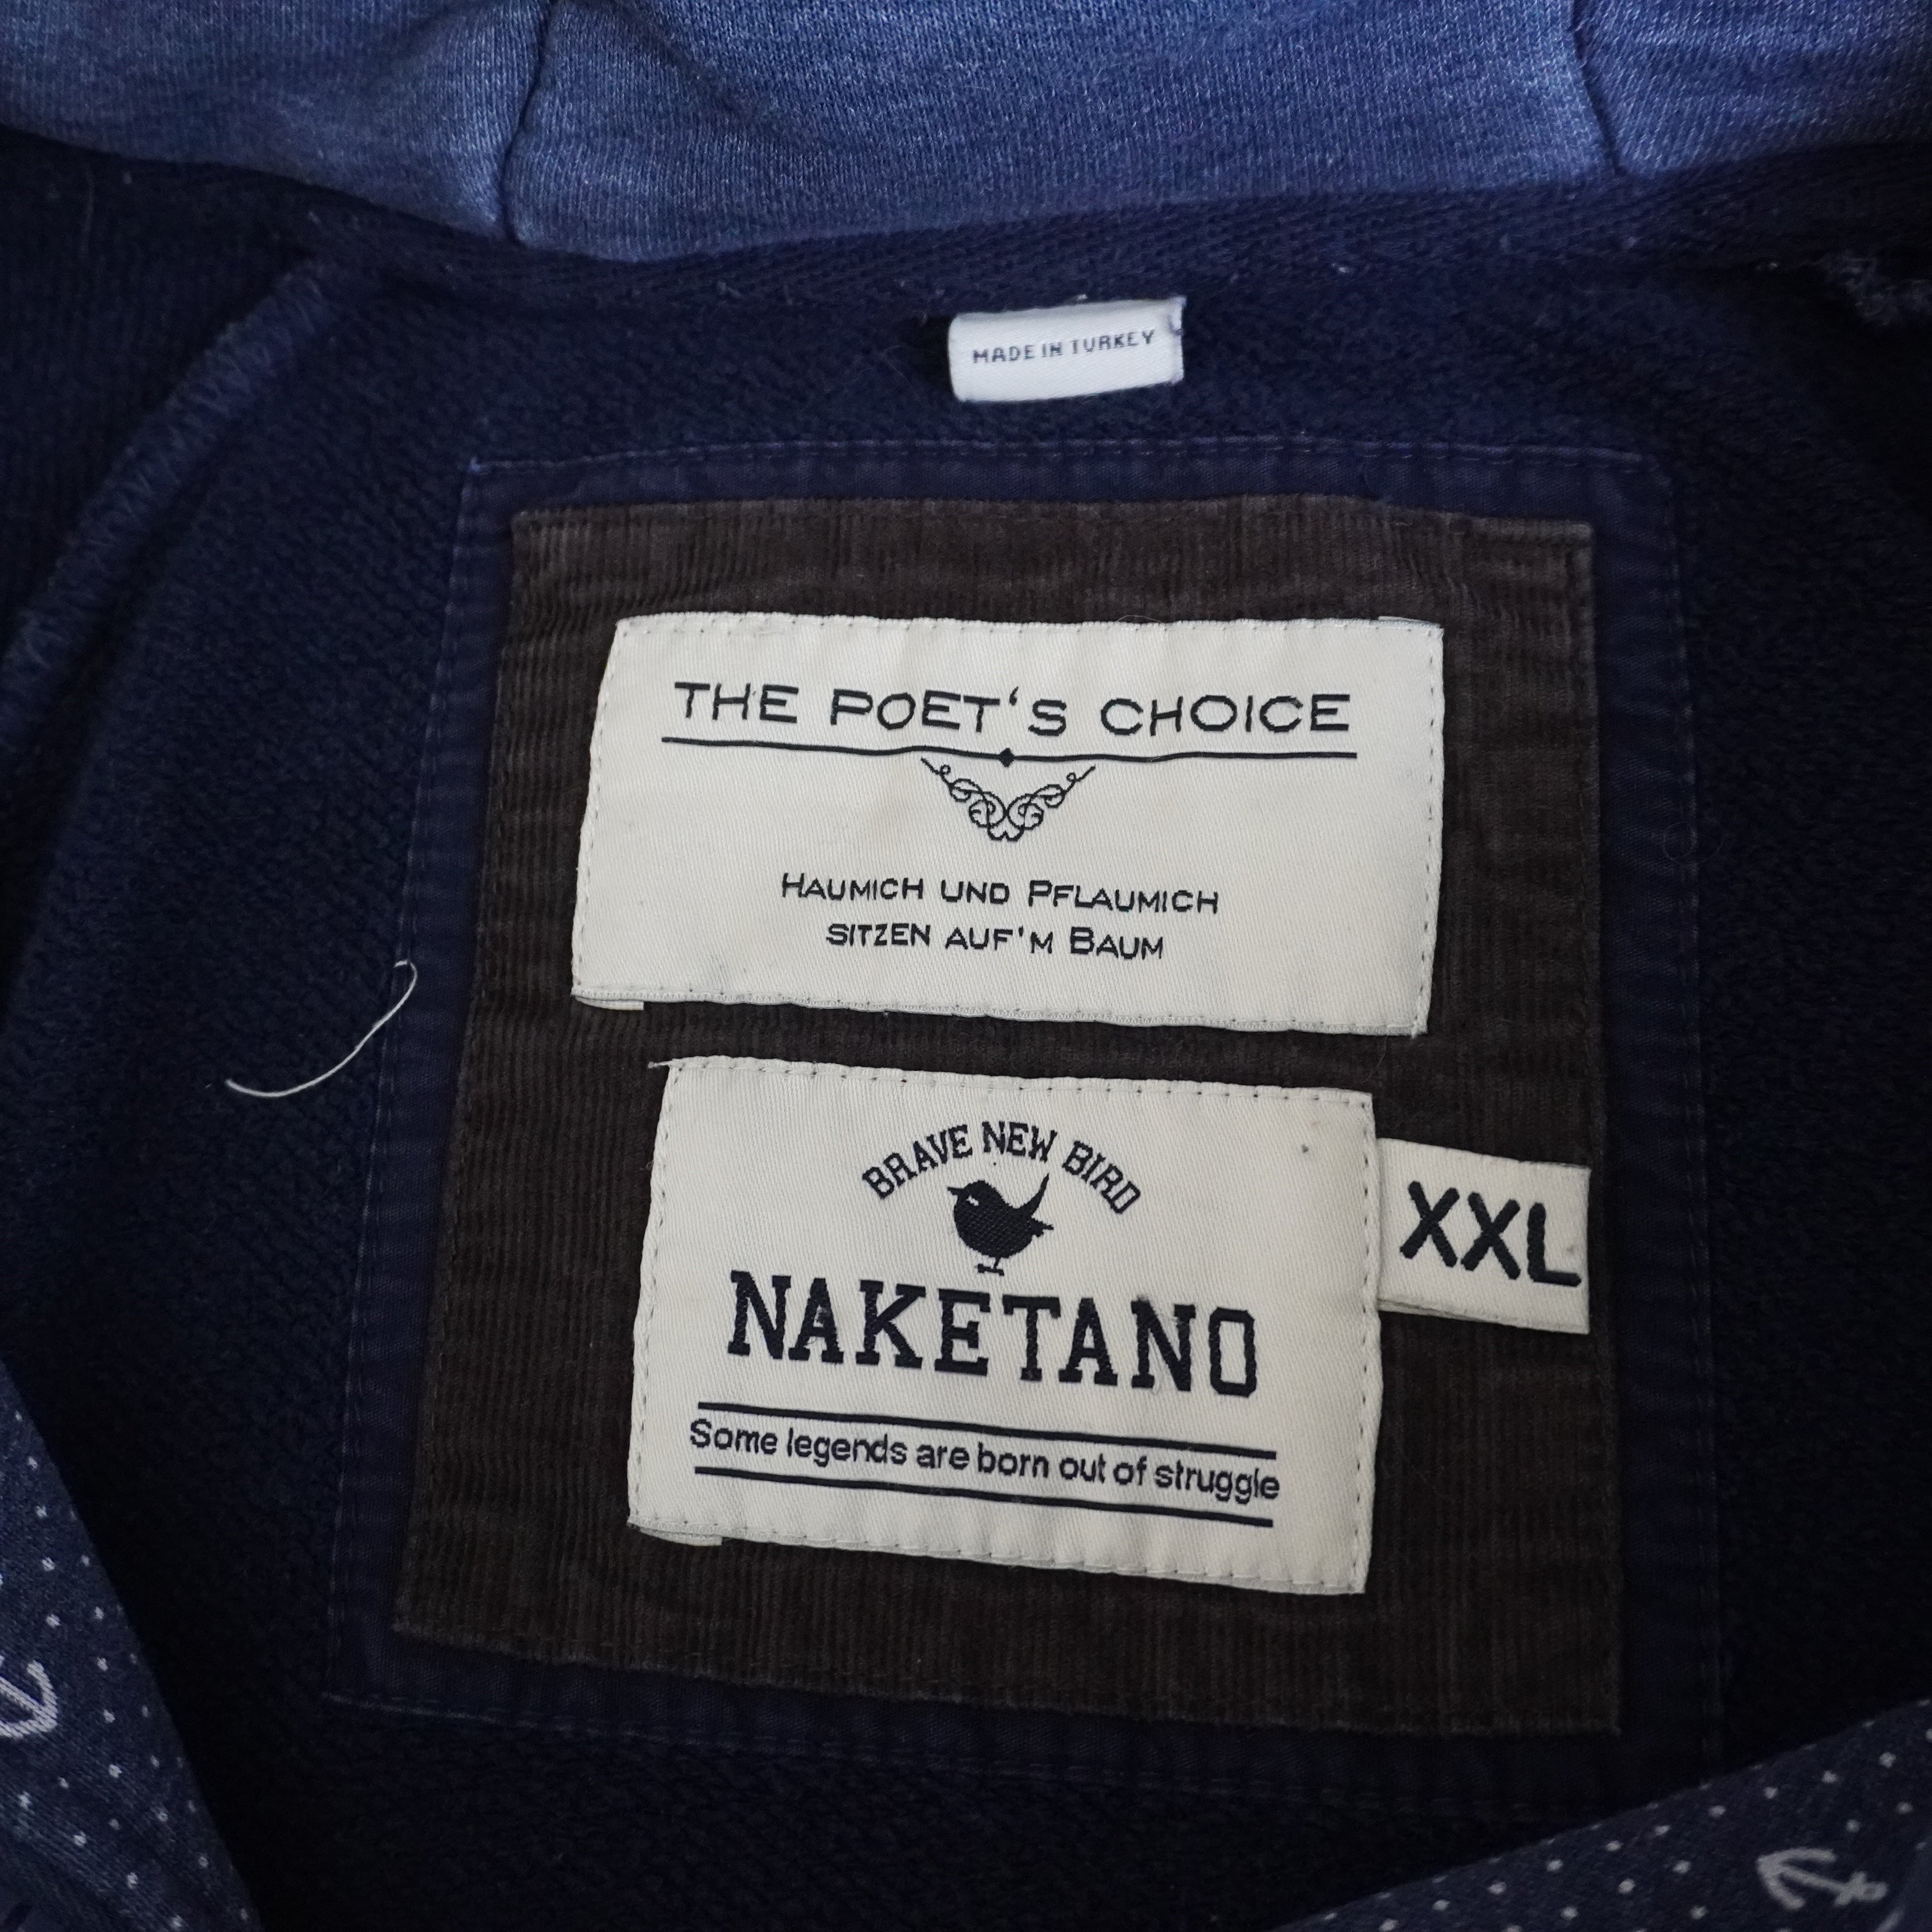 MADE IN TURKEY
THE POET'S CHOICE
HAUMICH UND PFLAUMICH
SITZEN AUF'M BAUM
BRAVE NEW BIRD
NAKETANO
XXL
Some legends are born out of struggle